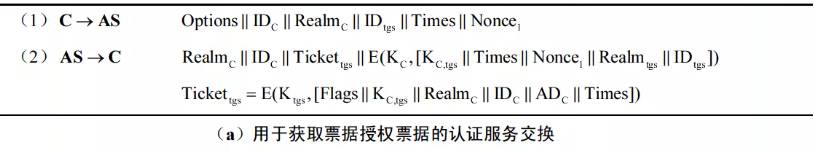 （1）C → AS Options || ID_C || Realm_C || ID_tgs || Times || Nonce_1
（2）AS → C Realm_C || ID_C || Ticket_tgs || E(K_C, [K_C,tgs || Times || Nonce_1 || Realm_tgs || ID_tgs])
Ticket_tgs = E(K_tgs, [Flags || K_C,tgs || Realm_C || ID_C || AD_C || Times])
（a）用于获取票据授权票据的认证服务交换